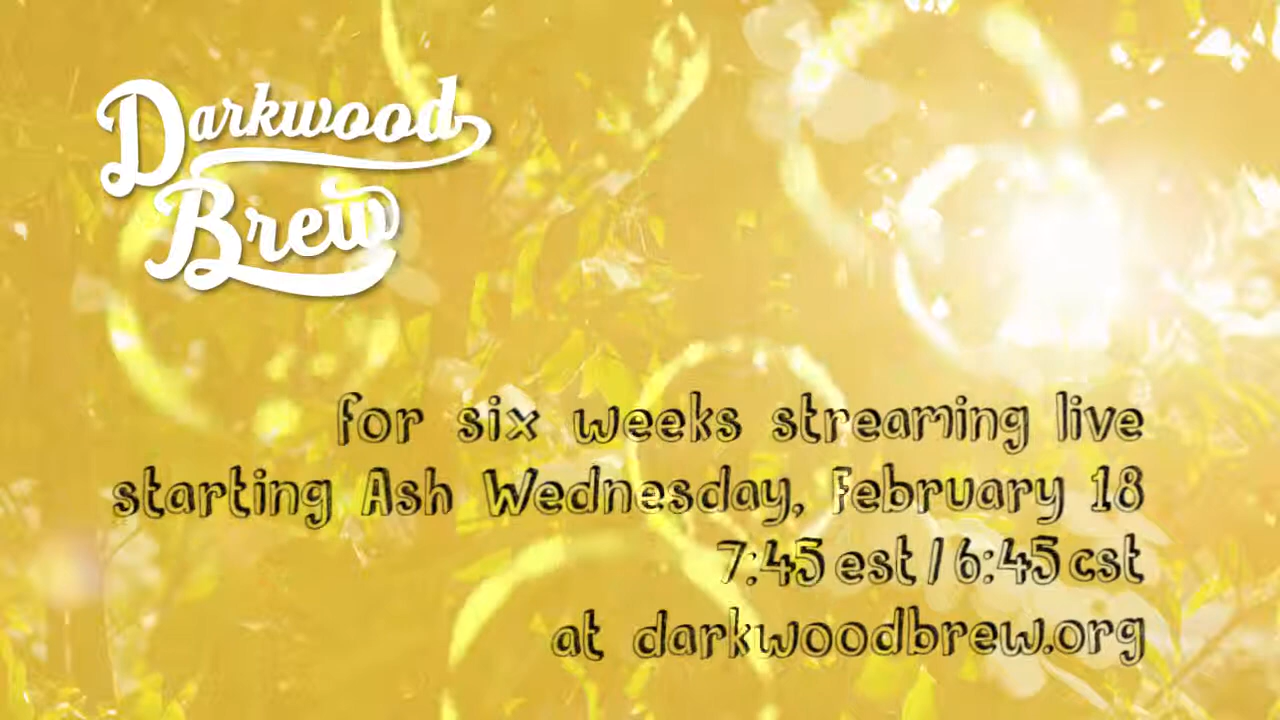 Darkwood
Brew
for six weeks streaming live
starting Ash Wednesday, February 18
7:45 est / 6:45 cst
at darkwoodbrew.org